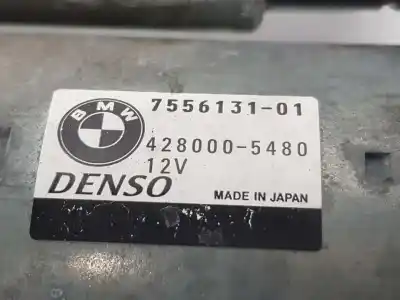 BMW
7556131-01
428000-5480
12V
DENSO
MADE IN JAPAN